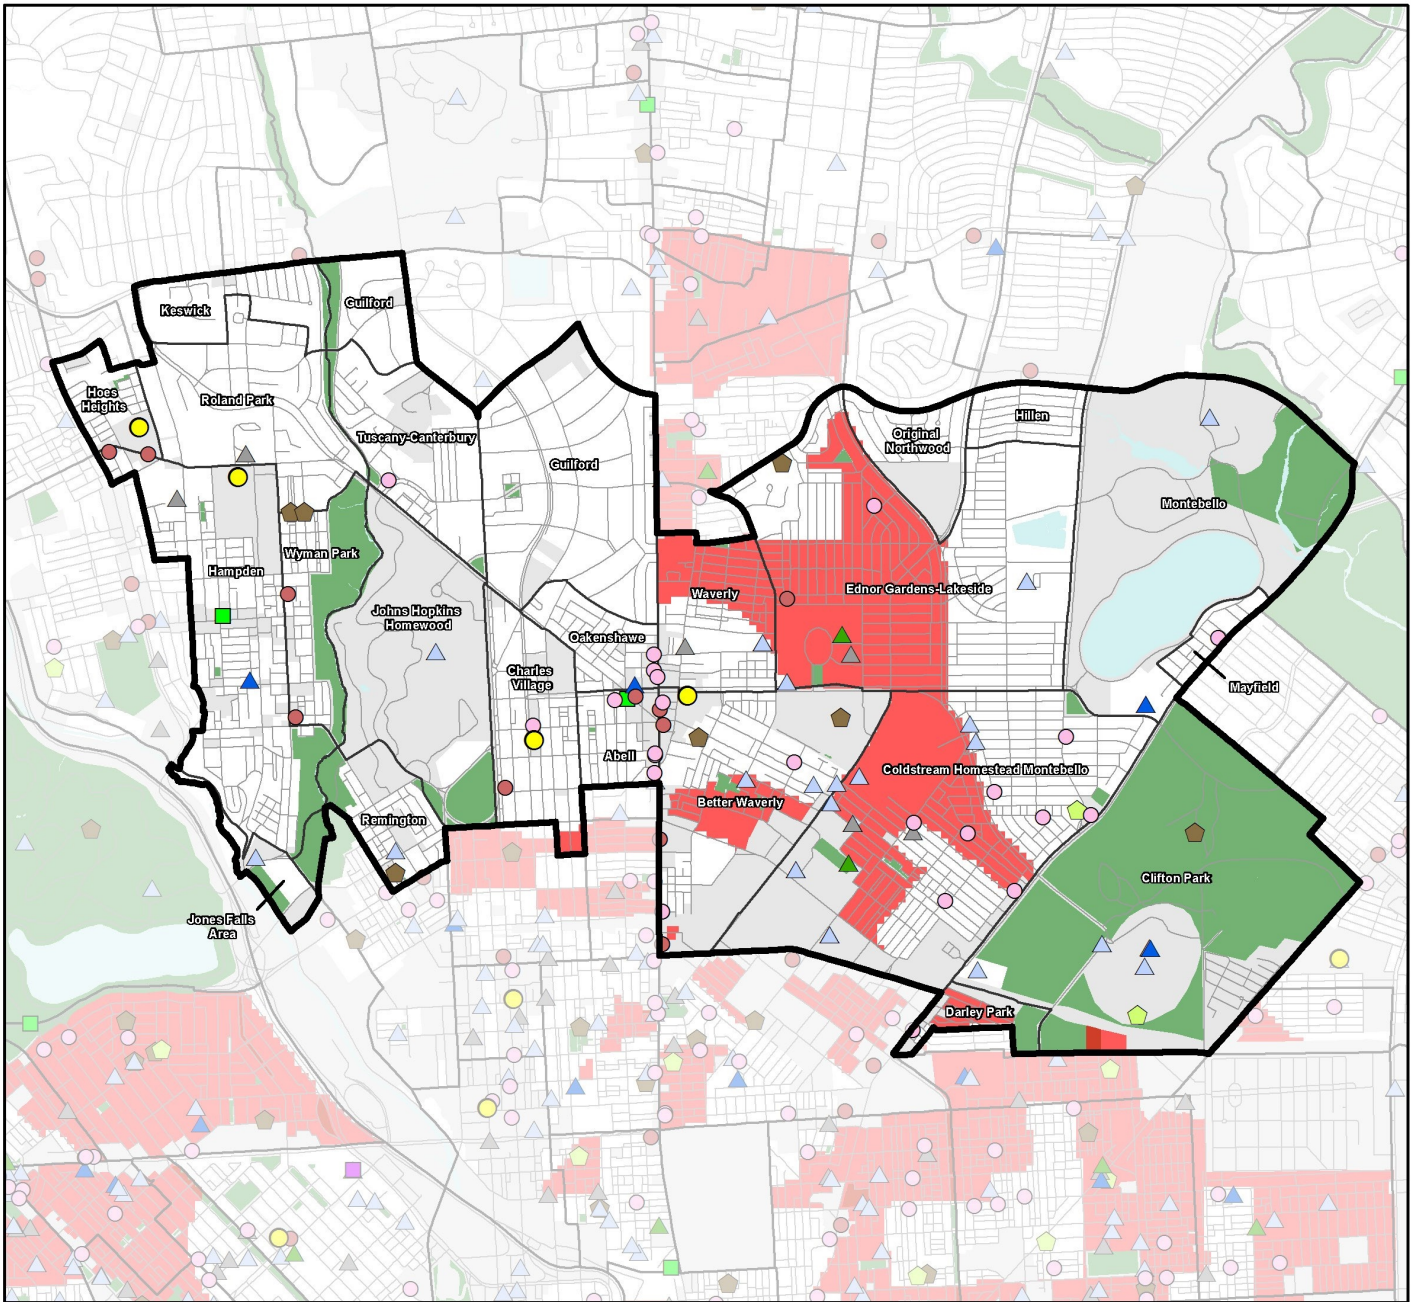 Keswick
Guilford
Hoes
Heights
Roland Park
Tuscany-Canterbury
Guilford
Original
Northwood
Hillen
Montebello
Wyman Park
Hampden
Johns Hopkins
Homewood
Waverly
Ednor Gardens-Lakeside
Oakenshawe
Charles
Village
Mayfield
Abell
Coldstream Homestead Montebello
Better Waverly
Remington
Clifton Park
Jones Falls
Area
Darley Park